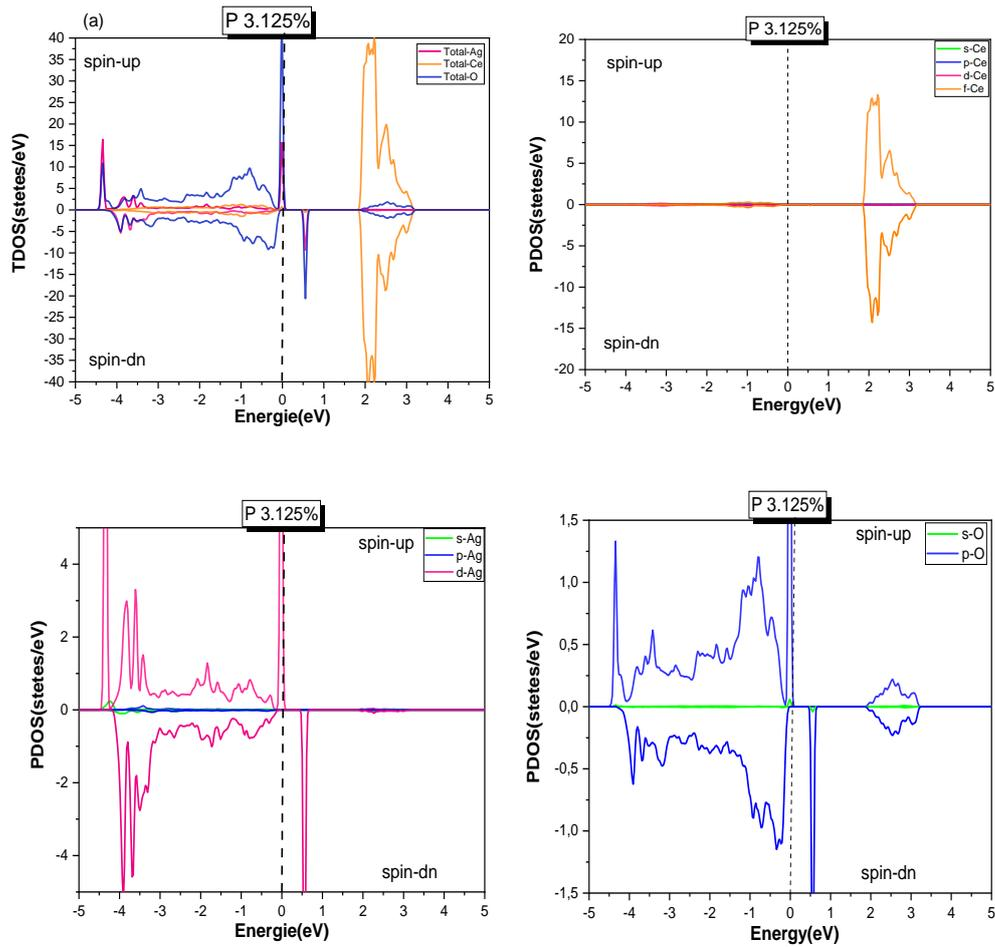 (a)
P 3.125%
spin-up
Total-Ag
Total-Ce
Total-O
40
35
30
25
20
15
10
5
0
-5
-10
-15
-20
-25
-30
-35
-40
TDOS(stetes/eV)
spin-dn
-5 -4 -3 -2 -1 0 1 2 3 4 5
Energie(eV)
P 3.125%
spin-up
s-Ce
p-Ce
d-Ce
f-Ce
20
15
10
5
0
-5
-10
-15
-20
PDOS(stetes/eV)
spin-dn
-5 -4 -3 -2 -1 0 1 2 3 4 5
Energy(eV)
P 3.125%
spin-up
s-Ag
p-Ag
d-Ag
4
2
0
-2
-4
PDOS(stetes/eV)
spin-dn
-5 -4 -3 -2 -1 0 1 2 3 4 5
Energie(eV)
P 3.125%
spin-up
s-O
p-O
1,5
1,0
0,5
0,0
-0,5
-1,0
-1,5
PDOS(stetes/eV)
spin-dn
-5 -4 -3 -2 -1 0 1 2 3 4 5
Energy(eV)